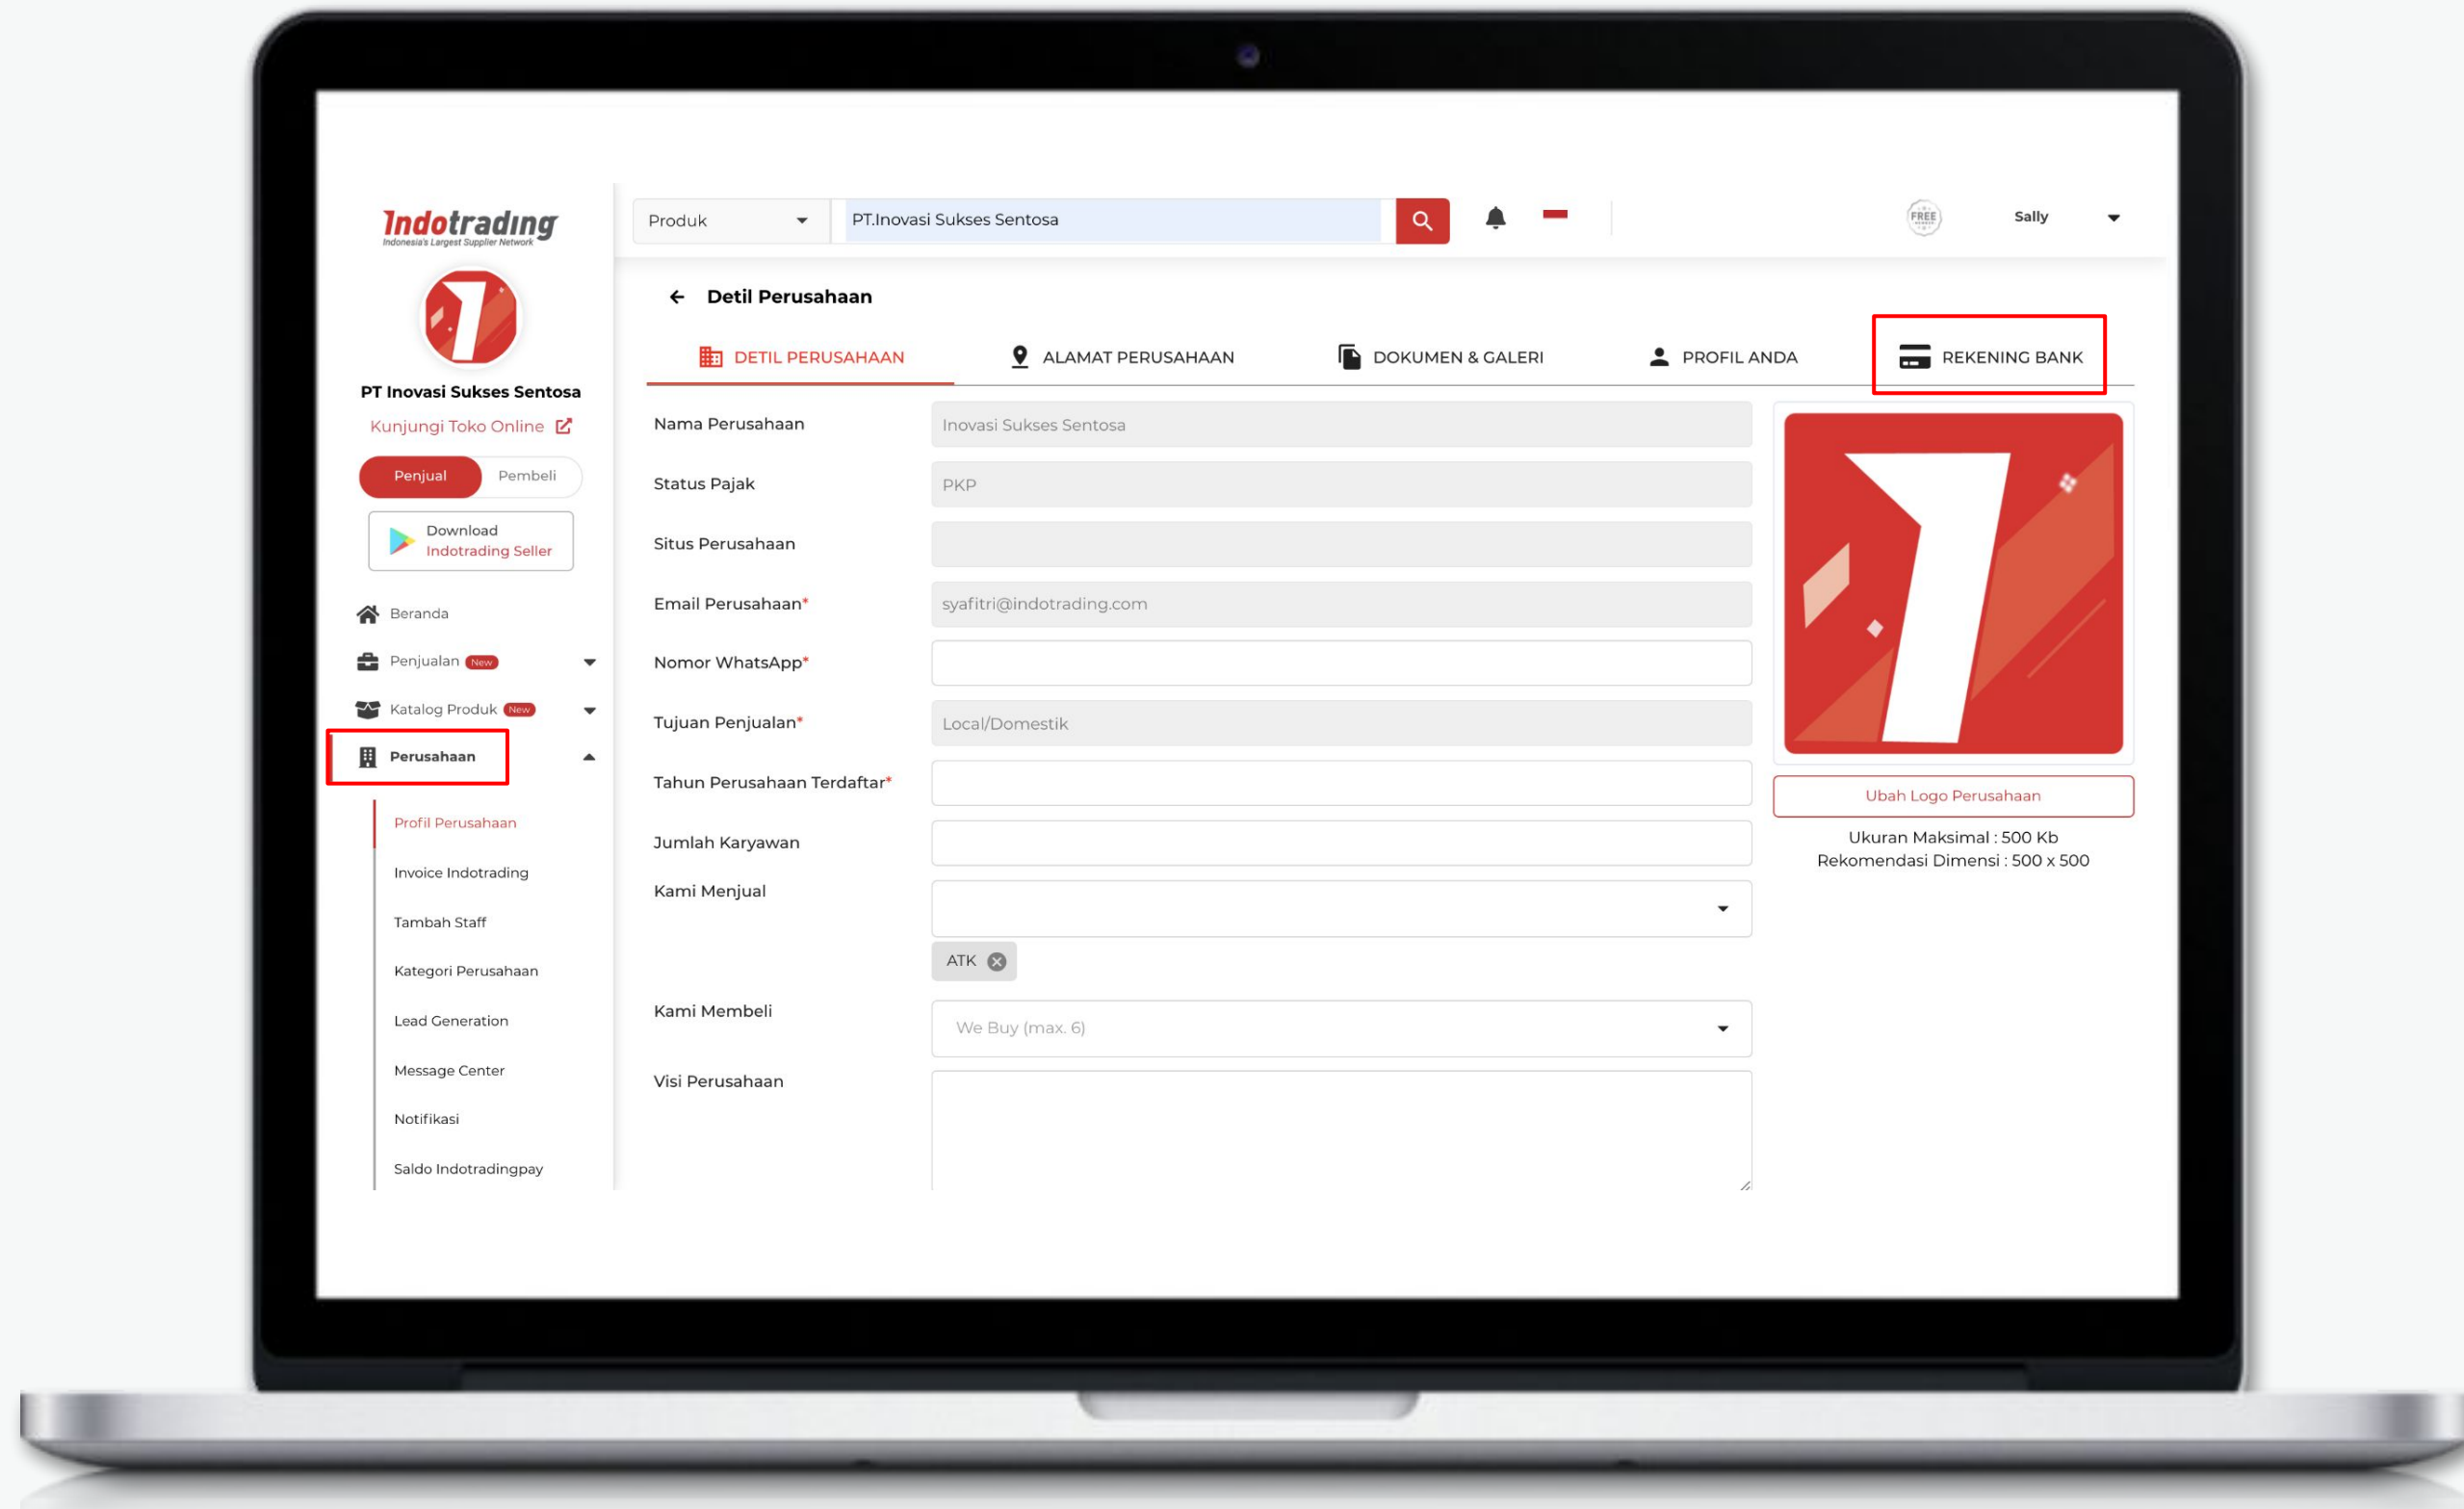 Indotrading
Indonesia's Largest Supplier Network
PT Inovasi Sukses Sentosa
Kunjungi Toko Online
Penjual Pembeli
Download
Indotrading Seller
Beranda
Penjualan New
Katalog Produk New
Perusahaan
Profil Perusahaan
Invoice Indotrading
Tambah Staff
Kategori Perusahaan
Lead Generation
Message Center
Notifikasi
Saldo Indotradingpay
Produk PT.Inovasi Sukses Sentosa FREE MEMBER Sally
Detil Perusahaan
DETIL PERUSAHAAN ALAMAT PERUSAHAAN DOKUMEN & GALERI PROFIL ANDA REKENING BANK
Nama Perusahaan Inovasi Sukses Sentosa
Status Pajak PKP
Situs Perusahaan
Email Perusahaan* syafitri@indotrading.com
Nomor WhatsApp*
Tujuan Penjualan* Local/Domestik
Tahun Perusahaan Terdaftar*
Jumlah Karyawan
Kami Menjual
ATK
Kami Membeli We Buy (max. 6)
Visi Perusahaan
Ubah Logo Perusahaan
Ukuran Maksimal : 500 Kb
Rekomendasi Dimensi : 500 x 500